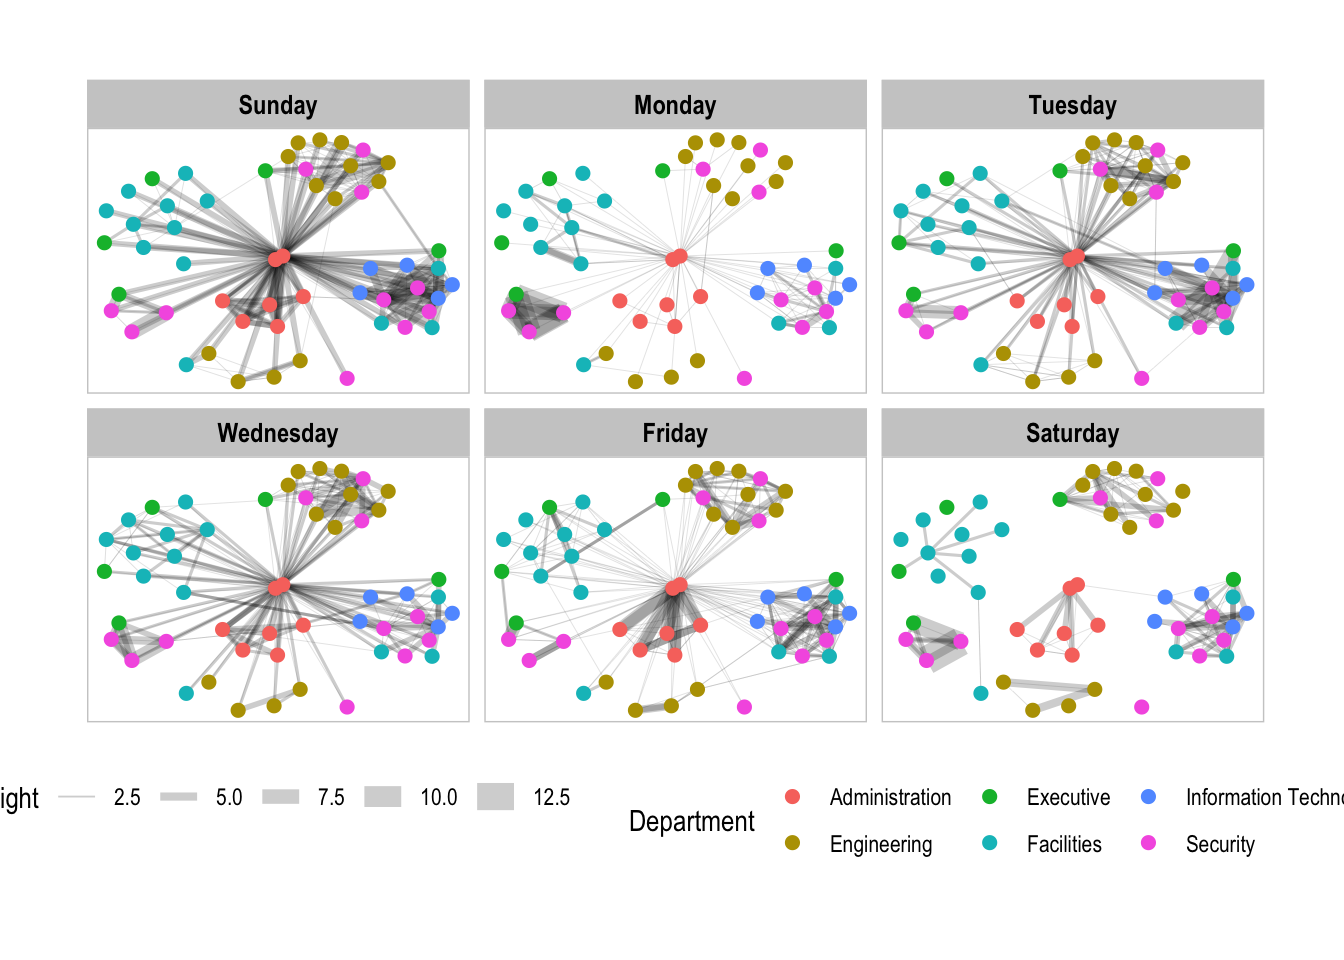 Sunday
Monday
Tuesday
Wednesday
Friday
Saturday
ight 2.5 5.0 7.5 10.0 12.5
Department
Administration Executive Information Techno
Engineering Facilities Security